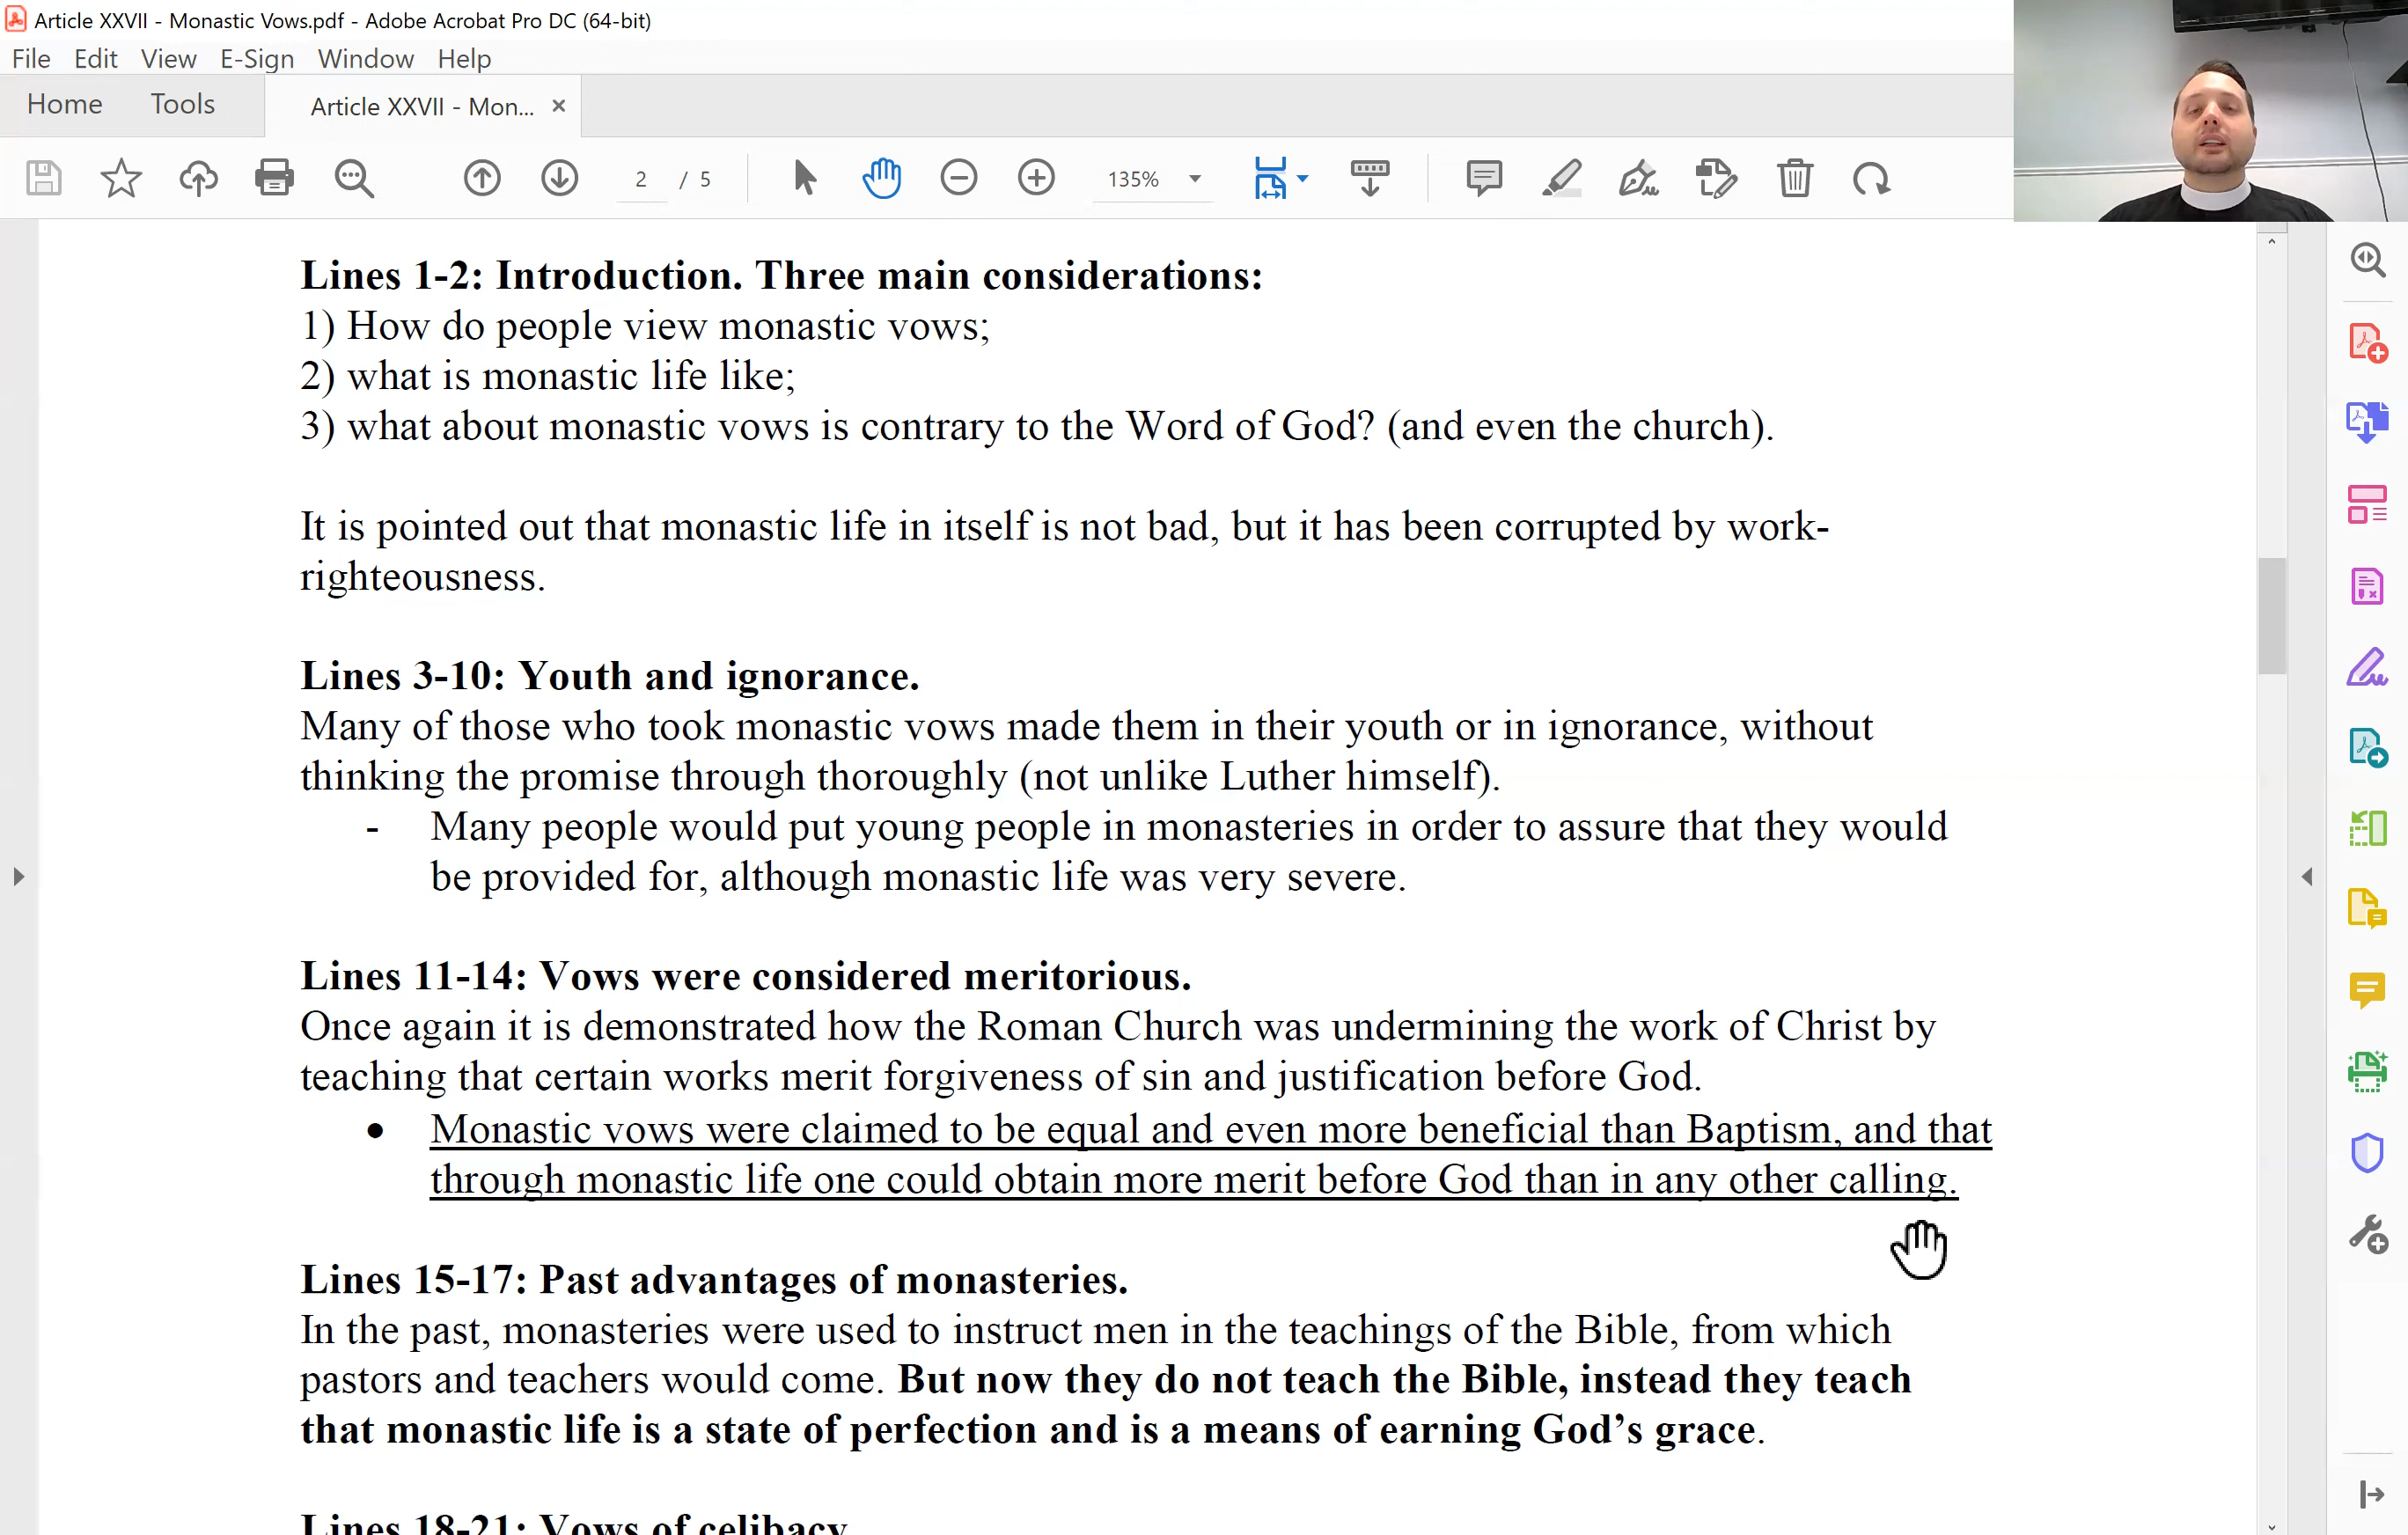 Article XXVII - Monastic Vows.pdf - Adobe Acrobat Pro DC (64-bit)
File Edit View E-Sign Window Help
Home Tools Article XXVII - Mon... ×
2 / 5 135%
Lines 1-2: Introduction. Three main considerations:
1) How do people view monastic vows;
2) what is monastic life like;
3) what about monastic vows is contrary to the Word of God? (and even the church).
It is pointed out that monastic life in itself is not bad, but it has been corrupted by work-
righteousness.
Lines 3-10: Youth and ignorance.
Many of those who took monastic vows made them in their youth or in ignorance, without
thinking the promise through thoroughly (not unlike Luther himself).
- Many people would put young people in monasteries in order to assure that they would
be provided for, although monastic life was very severe.
Lines 11-14: Vows were considered meritorious.
Once again it is demonstrated how the Roman Church was undermining the work of Christ by
teaching that certain works merit forgiveness of sin and justification before God.
• Monastic vows were claimed to be equal and even more beneficial than Baptism, and that
through monastic life one could obtain more merit before God than in any other calling.
Lines 15-17: Past advantages of monasteries.
In the past, monasteries were used to instruct men in the teachings of the Bible, from which
pastors and teachers would come. But now they do not teach the Bible, instead they teach
that monastic life is a state of perfection and is a means of earning God’s grace.
Lines 18-21: Vows of celibacy